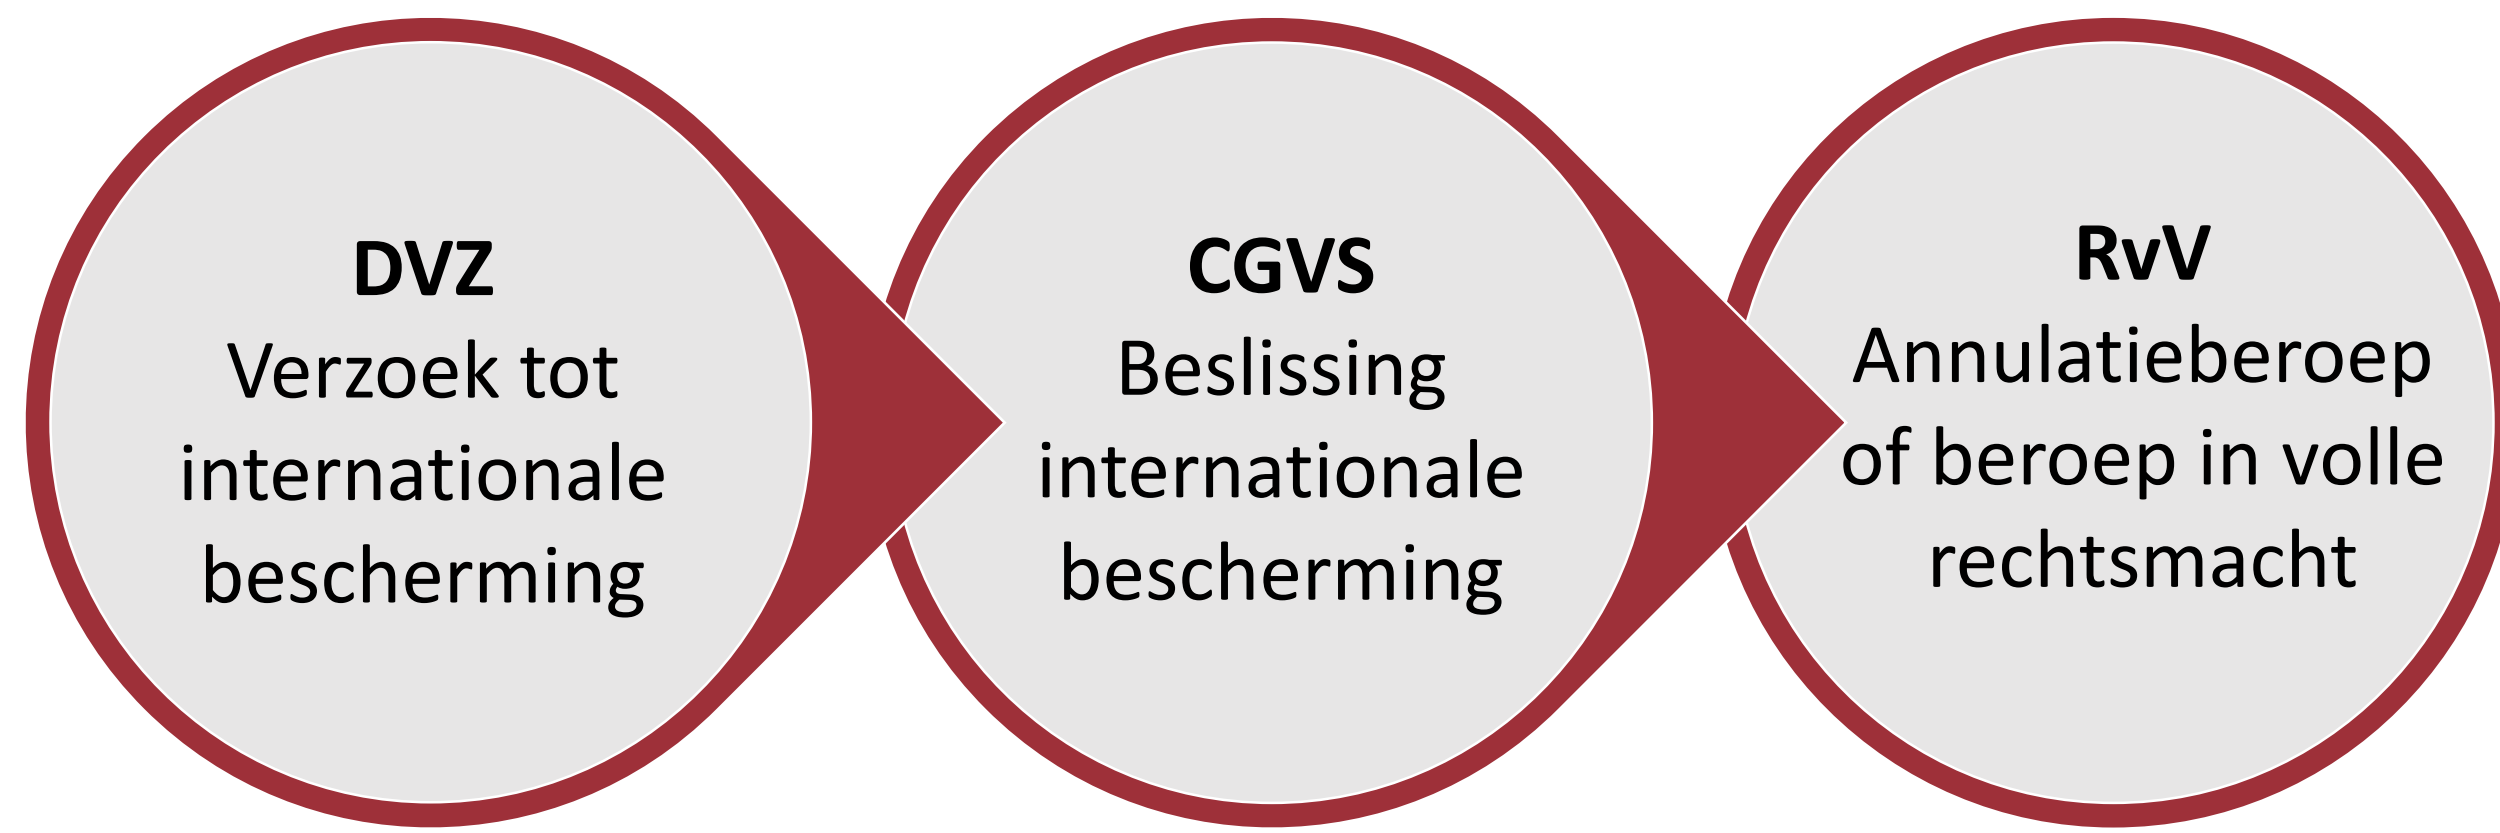 DVZ
Verzoek tot
internationale
bescherming
CGVS
Beslissing
internationale
bescherming
RvV
Annulatieberoep
of beroep in volle
rechtsmacht